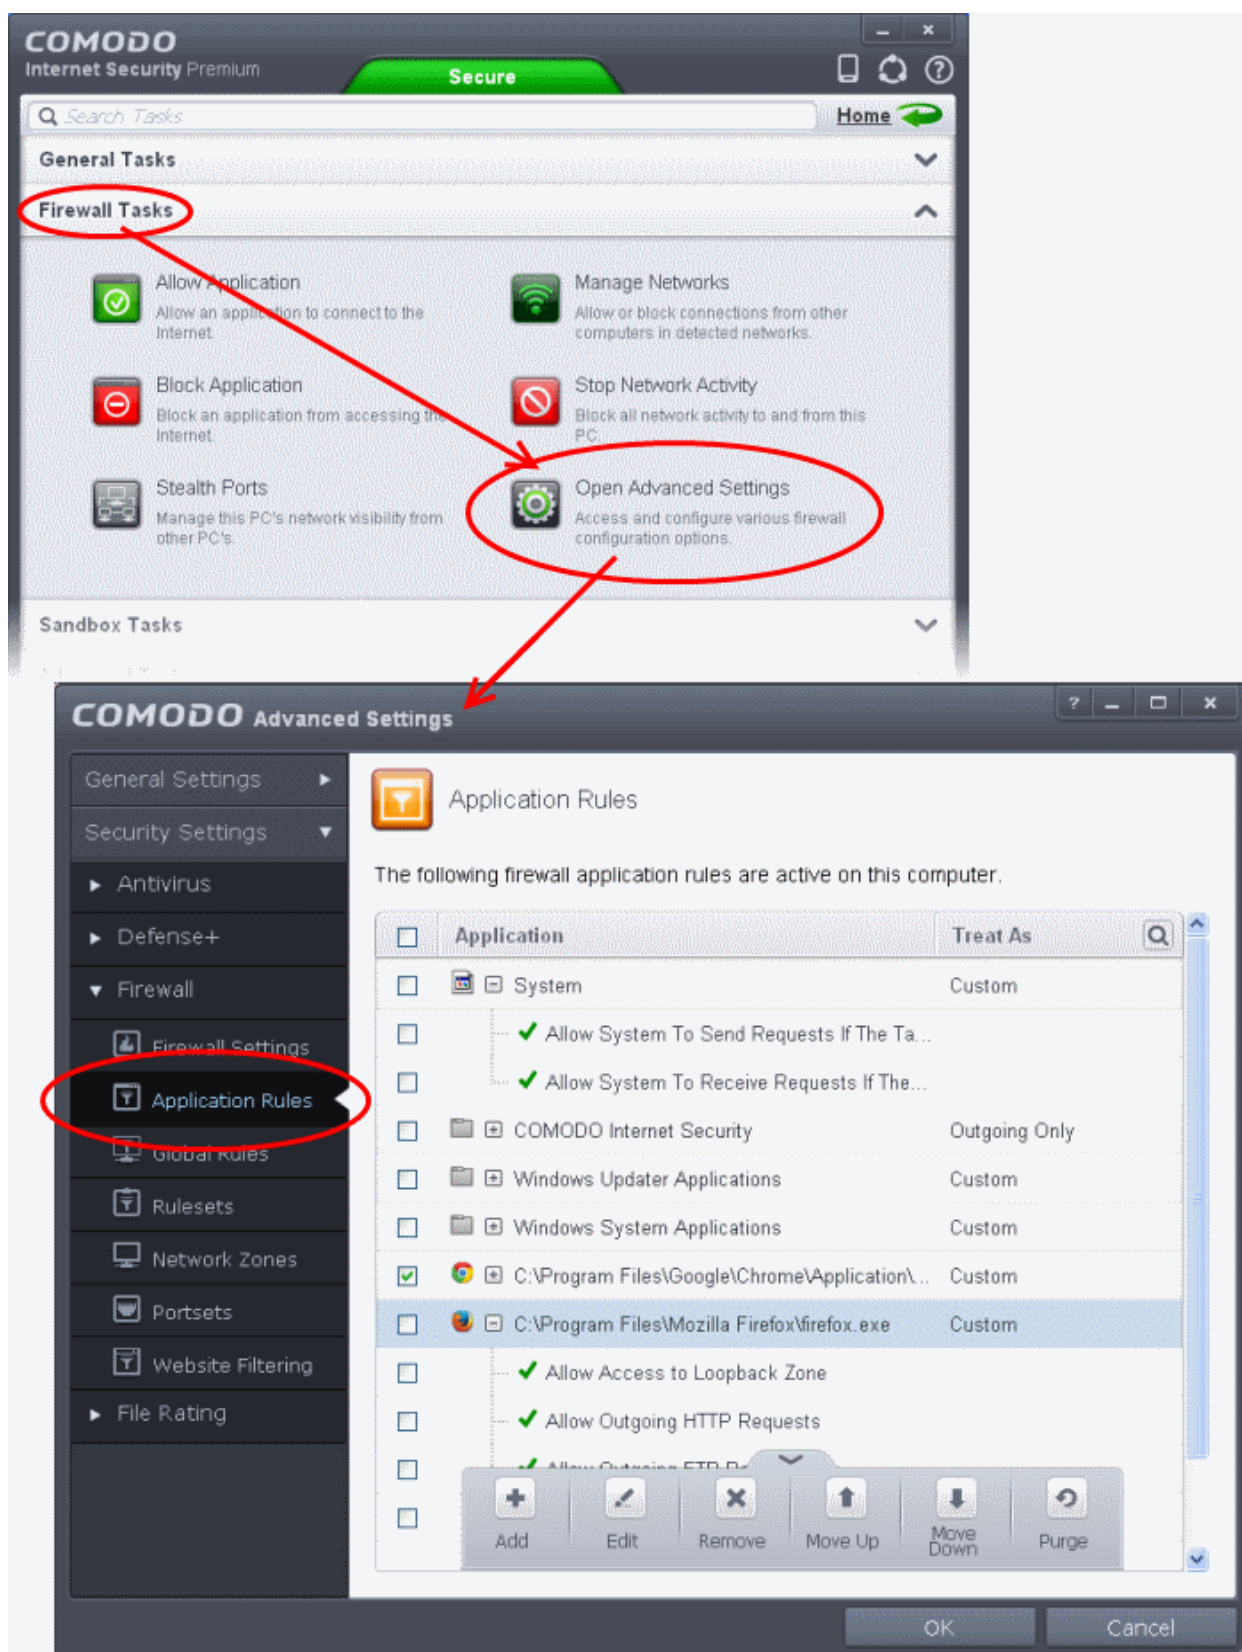 COMODO
Internet Security Premium
Secure
Search Tasks
Home
General Tasks
Firewall Tasks
Allow Application
Allow an application to connect to the
Internet.
Manage Networks
Allow or block connections from other
computers in detected networks.
Block Application
Block an application from accessing the
Internet.
Stop Network Activity
Block all network activity to and from this
PC.
Stealth Ports
Manage this PC's network visibility from
other PC's.
Open Advanced Settings
Access and configure various firewall
configuration options.
Sandbox Tasks
COMODO Advanced Settings
General Settings
Security Settings
Antivirus
Defense+
Firewall
Firewall Settings
Application Rules
Global Rules
Rulesets
Network Zones
Portsets
Website Filtering
File Rating
Application Rules
The following firewall application rules are active on this computer.
Application Treat As
System Custom
Allow System To Send Requests If The Ta...
Allow System To Receive Requests If The...
COMODO Internet Security Outgoing Only
Windows Updater Applications Custom
Windows System Applications Custom
C:\Program Files\Google\Chrome\Application\... Custom
C:\Program Files\Mozilla Firefox\firefox.exe Custom
Allow Access to Loopback Zone
Allow Outgoing HTTP Requests
Allow Outgoing FTP
Add
Edit
Remove
Move Up
Move
Down
Purge
OK
Cancel